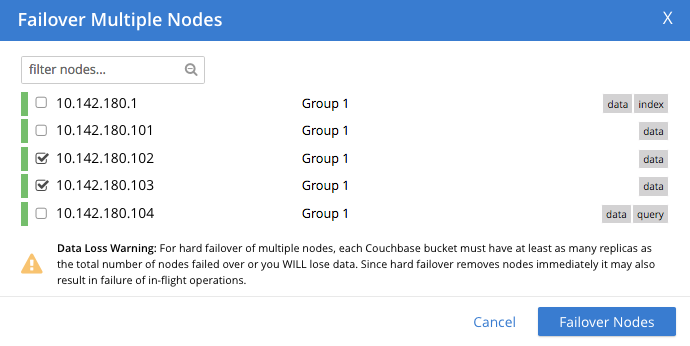 Failover Multiple Nodes X
filter nodes...
10.142.180.1 Group 1 data index
10.142.180.101 Group 1 data
10.142.180.102 Group 1 data
10.142.180.103 Group 1 data
10.142.180.104 Group 1 data query
Data Loss Warning: For hard failover of multiple nodes, each Couchbase bucket must have at least as many replicas as
the total number of nodes failed over or you WILL lose data. Since hard failover removes nodes immediately it may also
result in failure of in-flight operations.
Cancel Failover Nodes